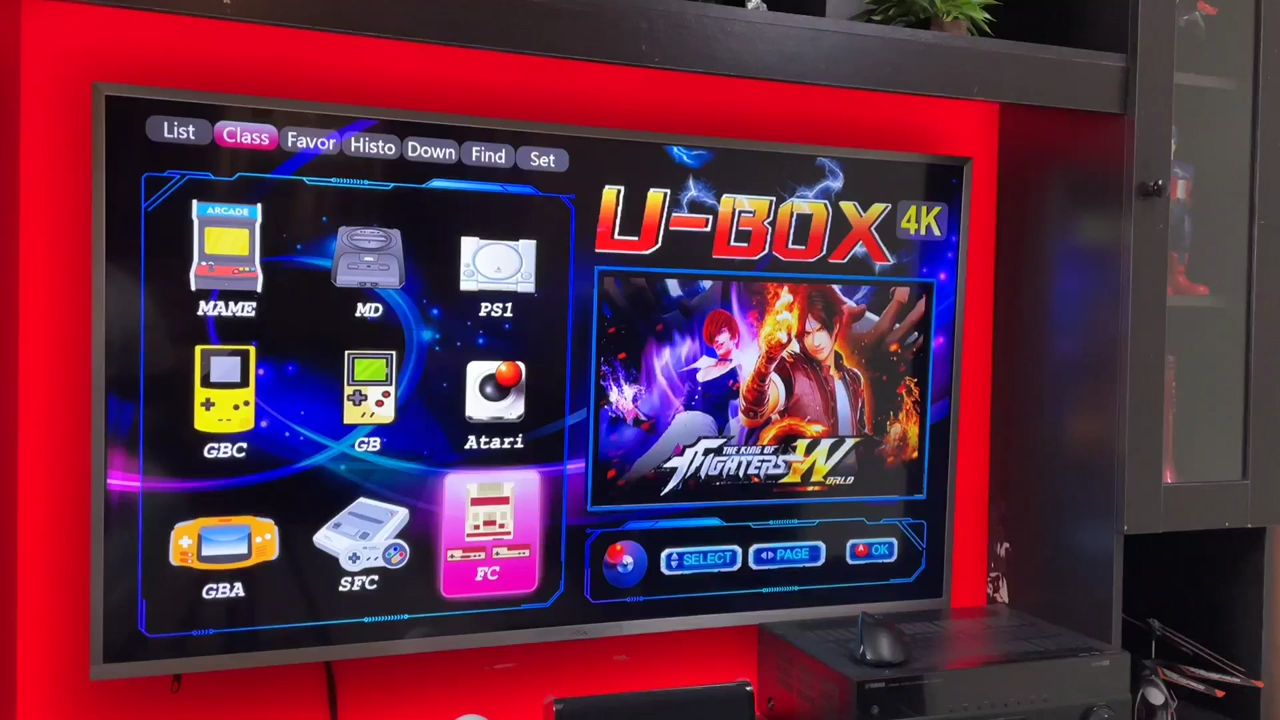 List Class Favor Histo Down Find Set
U-BOX 4K
ARCADE
MAME MD PS1
GBC GB Atari
GBA SFC FC
THE KING OF
FIGHTERS W
ORLD
SELECT PAGE A OK